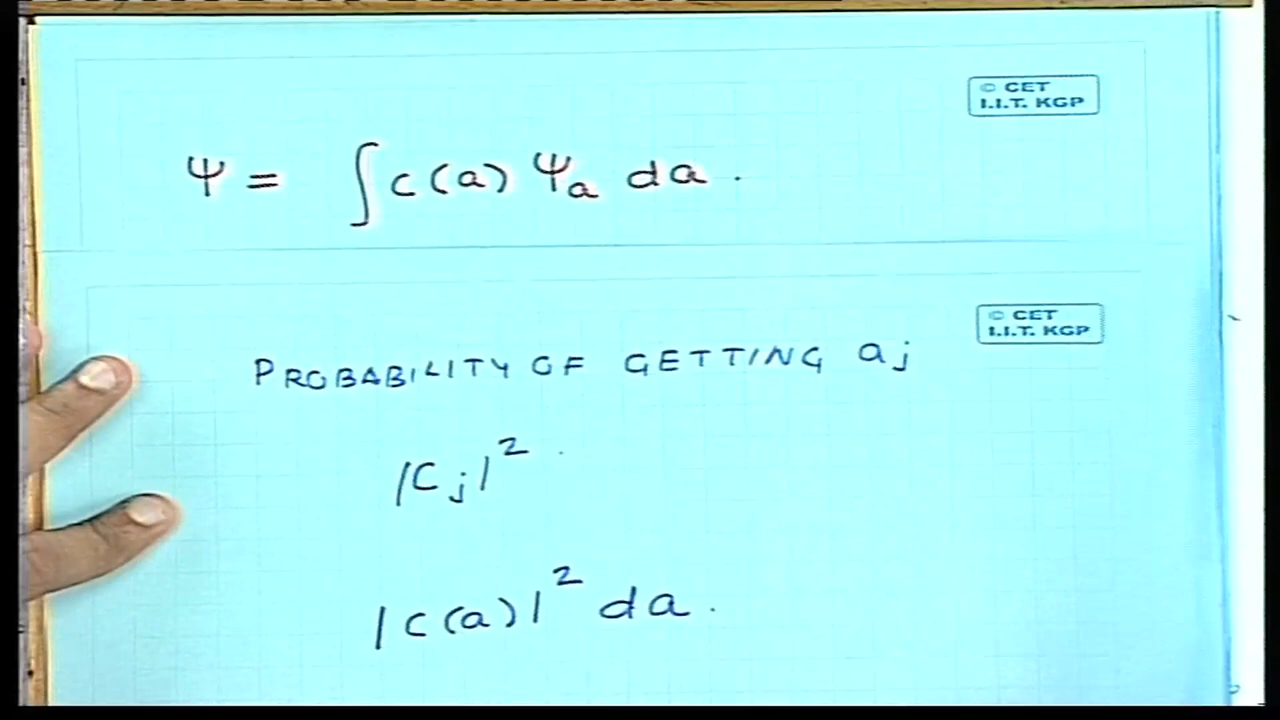 © CET
I.I.T. KGP
Ψ = ∫ c(a) Ψₐ da.
© CET
I.I.T. KGP
PROBABILITY OF GETTING aⱼ
|Cⱼ|²
|c(a)|² da.